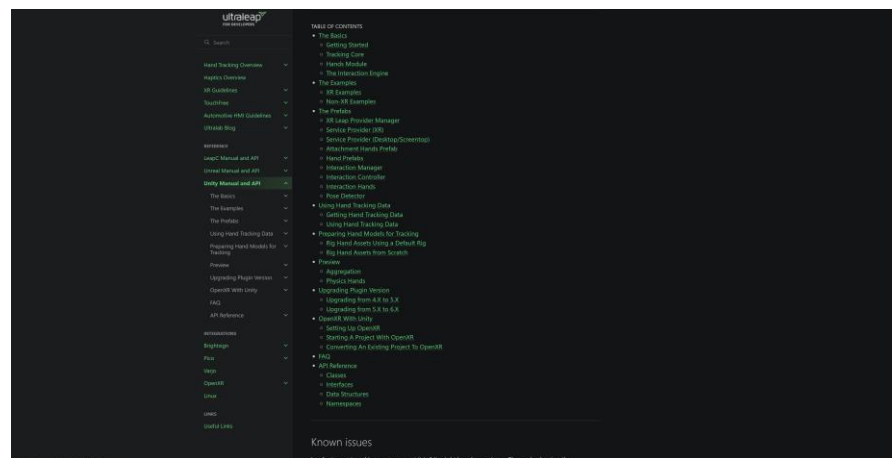 ultraleap
FOR DEVELOPERS
Search
Hand Tracking Overview
Haptics Overview
XR Guidelines
TouchFree
Automotive HMI Guidelines
Ultralab Blog
REFERENCE
LeapC Manual and API
Unreal Manual and API
Unity Manual and API
The Basics
The Examples
The Prefabs
Using Hand Tracking Data
Preparing Hand Models for
Tracking
Preview
Upgrading Plugin Version
OpenXR With Unity
FAQ
API Reference
INTEGRATIONS
Brightsign
Pico
Varjo
OpenXR
Linux
LINKS
Useful Links
TABLE OF CONTENTS
The Basics
Getting Started
Tracking Core
Hands Module
The Interaction Engine
The Examples
XR Examples
Non-XR Examples
The Prefabs
XR Leap Provider Manager
Service Provider (XR)
Service Provider (Desktop/Screentop)
Attachment Hands Prefab
Hand Prefabs
Interaction Manager
Interaction Controller
Interaction Hands
Pose Detector
Using Hand Tracking Data
Getting Hand Tracking Data
Using Hand Tracking Data
Preparing Hand Models for Tracking
Rig Hand Assets Using a Default Rig
Rig Hand Assets from Scratch
Preview
Aggregation
Physics Hands
Upgrading Plugin Version
Upgrading from 4.X to 5.X
Upgrading from 5.X to 6.X
OpenXR With Unity
Setting Up OpenXR
Starting A Project With OpenXR
Converting An Existing Project To OpenXR
FAQ
API Reference
Classes
Interfaces
Data Structures
Namespaces
Known issues